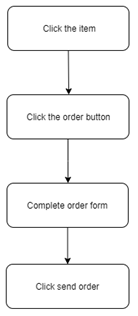 Click the item
Click the order button
Complete order form
Click send order